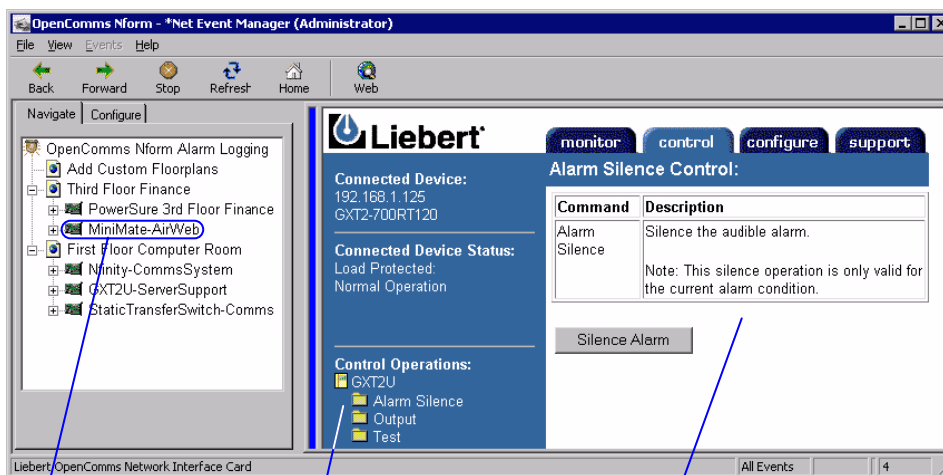 OpenComms Nform - *Net Event Manager (Administrator)
File View Events Help
Back Forward Stop Refresh Home Web
Navigate Configure
OpenComms Nform Alarm Logging
Add Custom Floorplans
Third Floor Finance
PowerSure 3rd Floor Finance
MiniMate-AirWeb
First Floor Computer Room
Nfinity-CommsSystem
GXT2U-ServerSupport
StaticTransferSwitch-Comms
Liebert
Connected Device:
192.168.1.125
GXT2-700RT120
Connected Device Status:
Load Protected:
Normal Operation
Control Operations:
GXT2U
Alarm Silence
Output
Test
monitor control configure support
Alarm Silence Control:
Command Description
Alarm Silence Silence the audible alarm.
Note: This silence operation is only valid for
the current alarm condition.
Silence Alarm
Liebert OpenComms Network Interface Card All Events 4